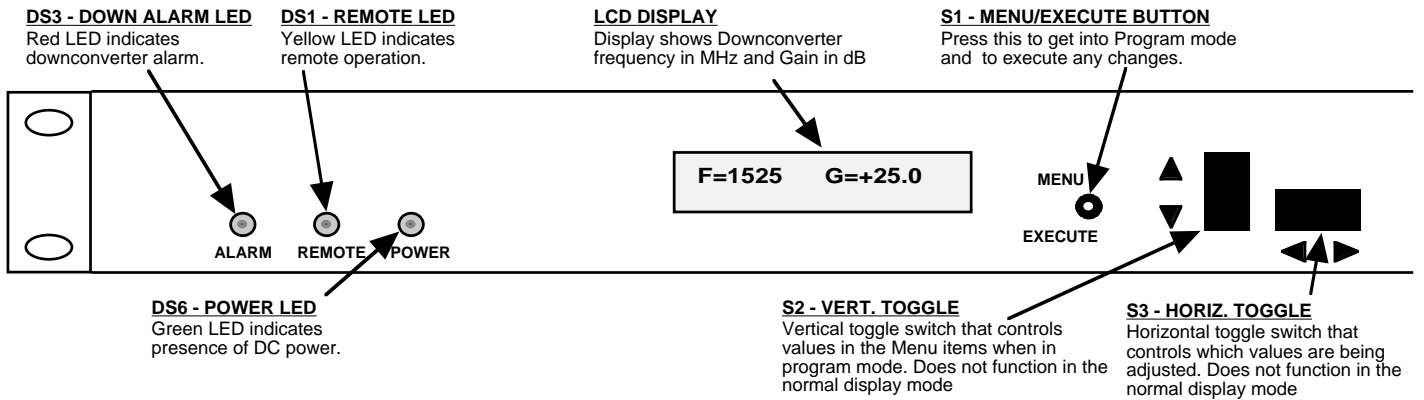 DS3 - DOWN ALARM LED
Red LED indicates
downconverter alarm.
DS1 - REMOTE LED
Yellow LED indicates
remote operation.
LCD DISPLAY
Display shows Downconverter
frequency in MHz and Gain in dB
S1 - MENU/EXECUTE BUTTON
Press this to get into Program mode
and to execute any changes.
F=1525 G=+25.0
MENU
EXECUTE
ALARM REMOTE POWER
DS6 - POWER LED
Green LED indicates
presence of DC power.
S2 - VERT. TOGGLE
Vertical toggle switch that controls
values in the Menu items when in
program mode. Does not function in the
normal display mode
S3 - HORIZ. TOGGLE
Horizontal toggle switch that
controls which values are being
adjusted. Does not function in the
normal display mode